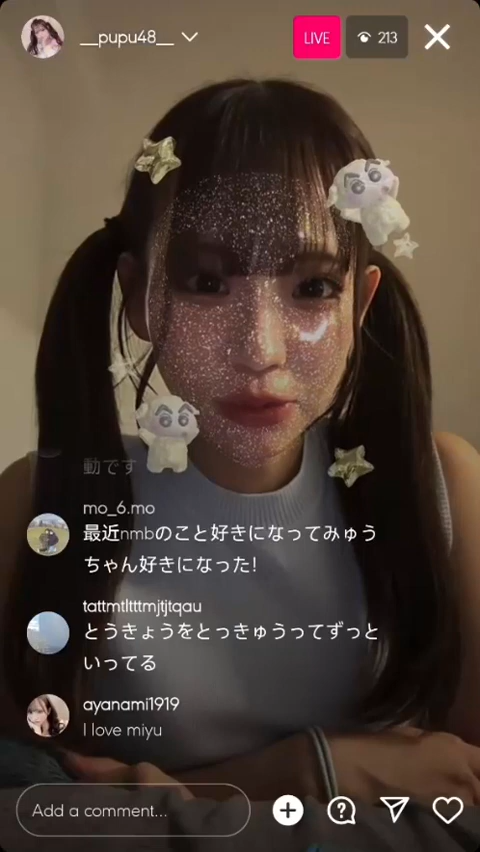 __pupu48__
LIVE
213
動です
mo_6.mo
最近nmbのこと好きになってみゅう
ちゃん好きになった!
tattmtltttmjtjtqau
とうきょうをとっきゅうってずっと
いってる
ayanami1919
I love miyu
Add a comment...